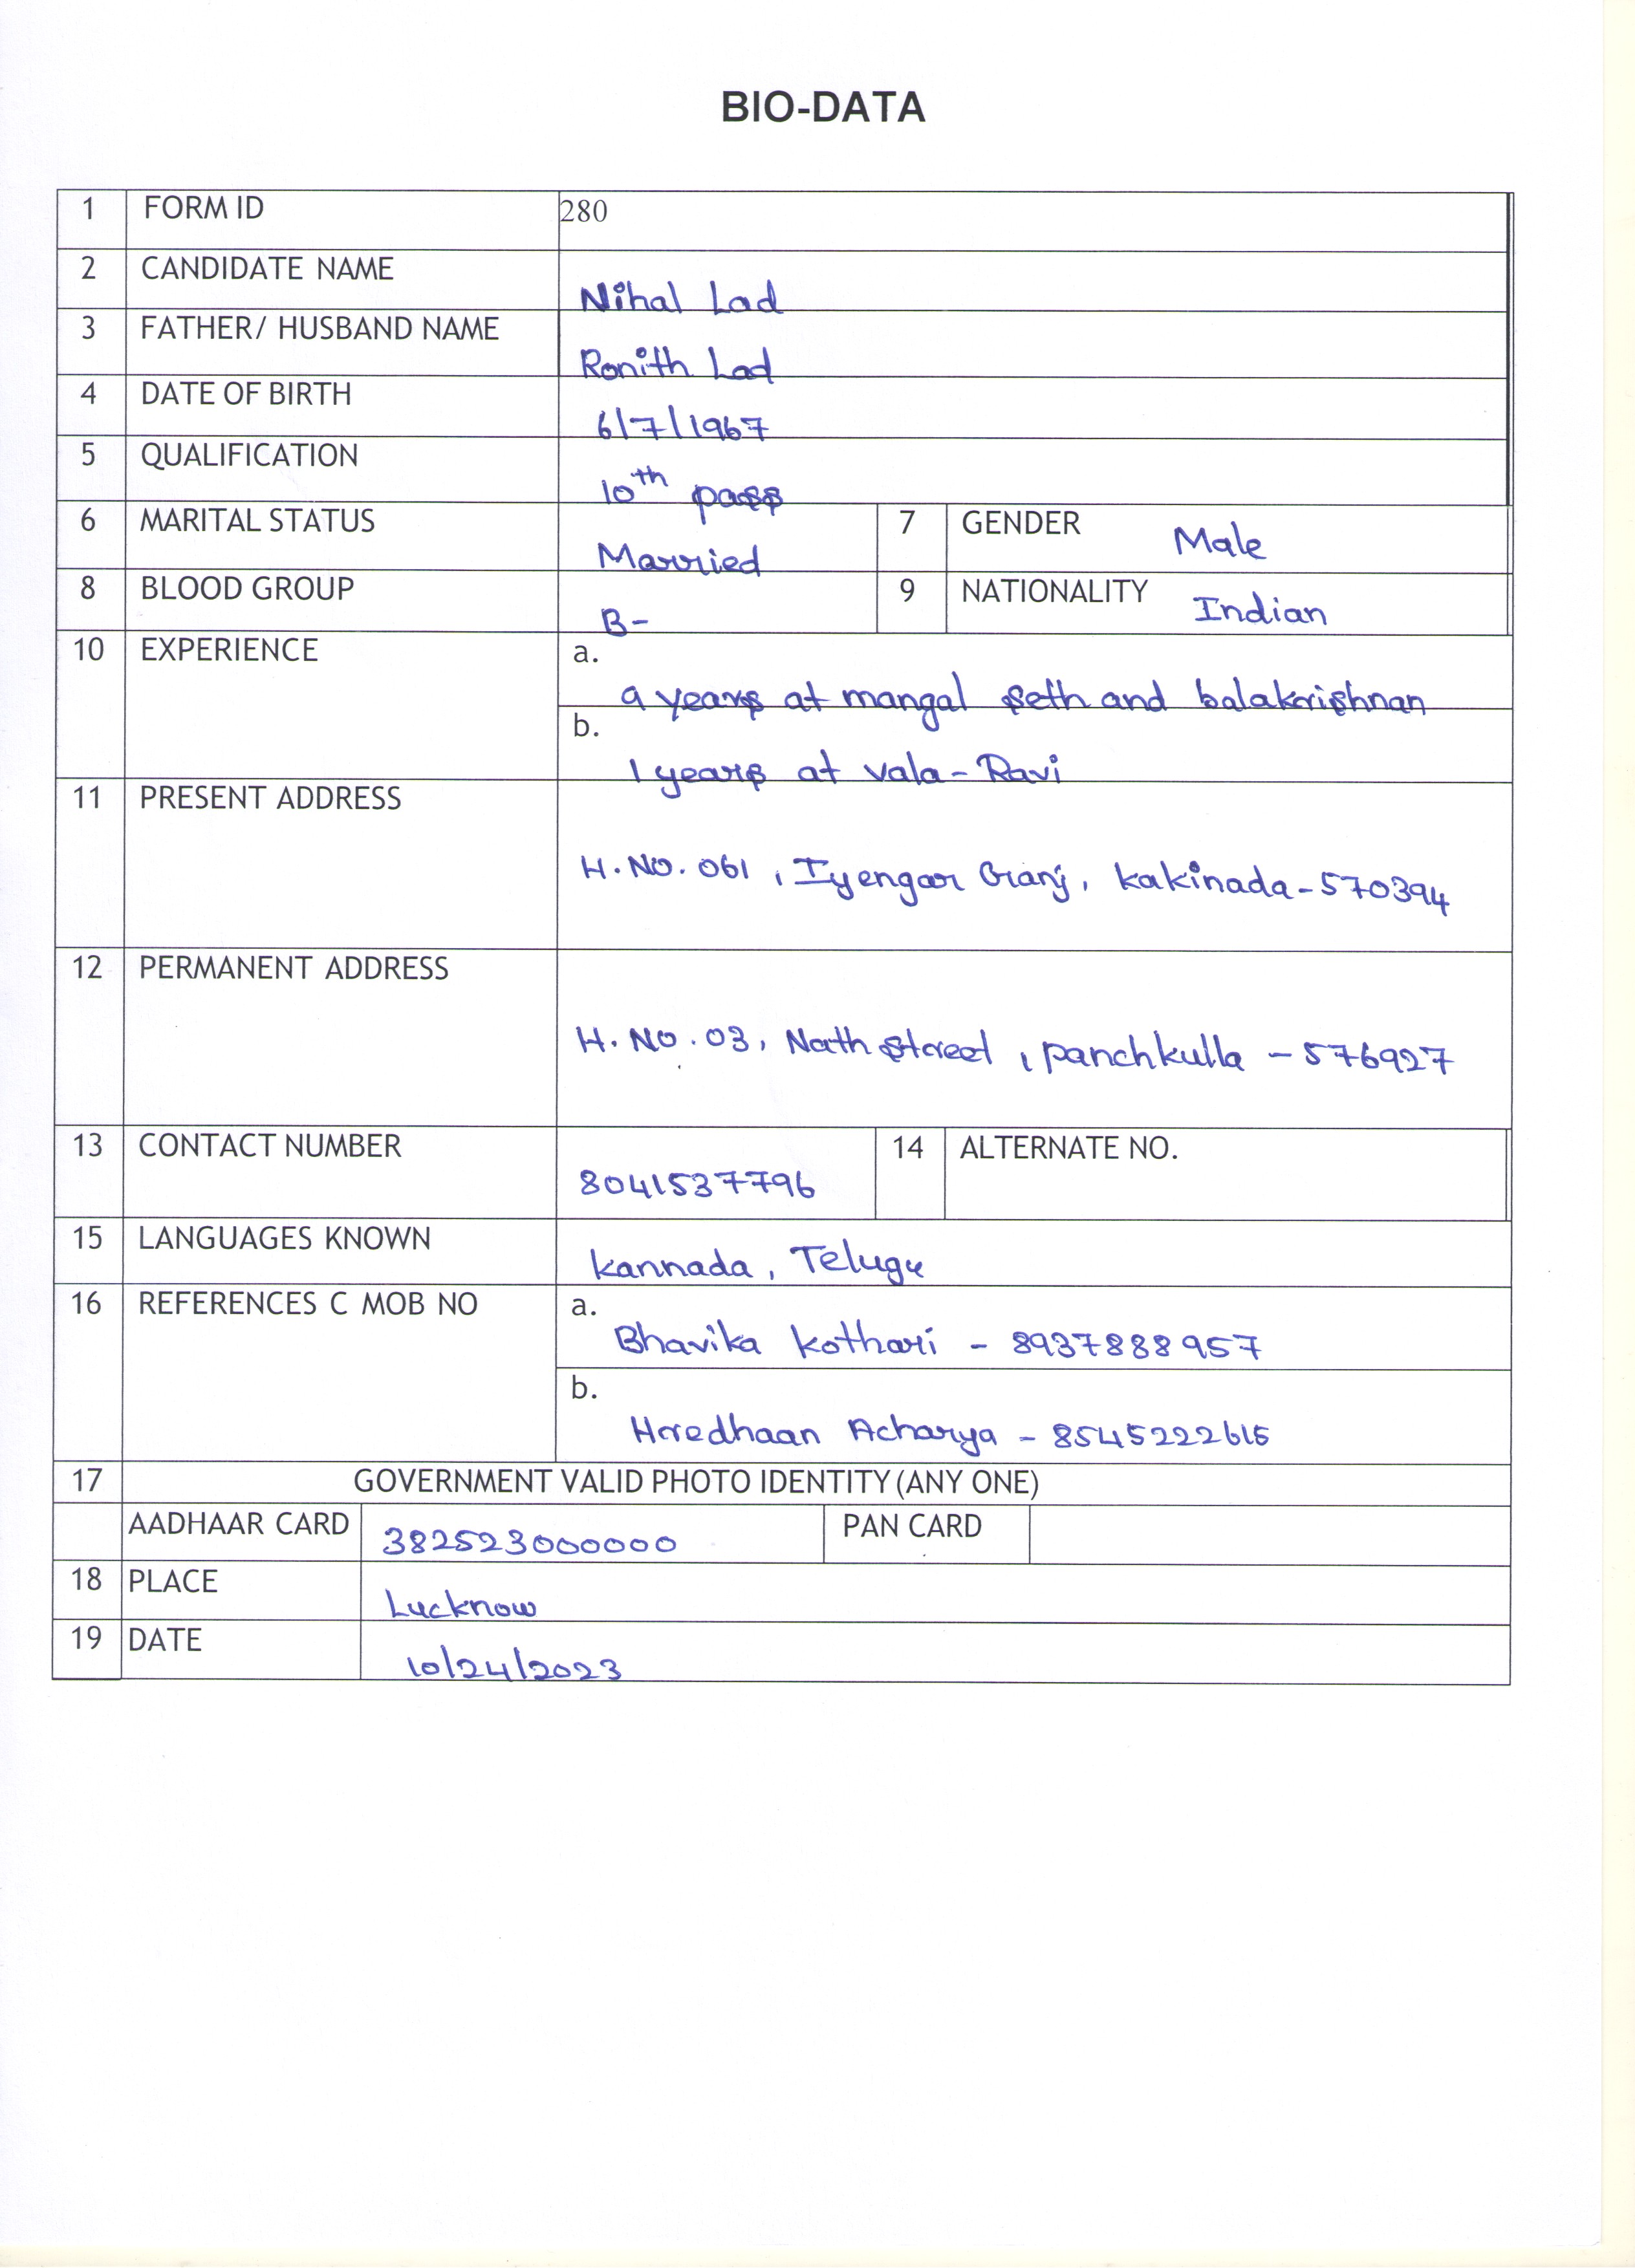 BIO-DATA
1 FORM ID 280
2 CANDIDATE NAME Nihal Lad
3 FATHER/ HUSBAND NAME Ronith Lad
4 DATE OF BIRTH 6/7/1967
5 QUALIFICATION 10th pass
6 MARITAL STATUS Married 7 GENDER Male
8 BLOOD GROUP B- 9 NATIONALITY Indian
10 EXPERIENCE a. 9 years at mangal seth and balakrishnan
b. 1 years at vala-Ravi
11 PRESENT ADDRESS H.NO. 061, Iyengar Ganj, kakinada-570394
12 PERMANENT ADDRESS H.NO.03, Nath street, panchkulla - 576927
13 CONTACT NUMBER 8041537796 14 ALTERNATE NO.
15 LANGUAGES KNOWN kannada, Telugu
16 REFERENCES C MOB NO a. Bhavika kothari - 8937888957
b. Hredhaan Acharya - 8545222615
17 GOVERNMENT VALID PHOTO IDENTITY (ANY ONE)
AADHAAR CARD 382523000000 PAN CARD
18 PLACE Lucknow
19 DATE 10/24/2023